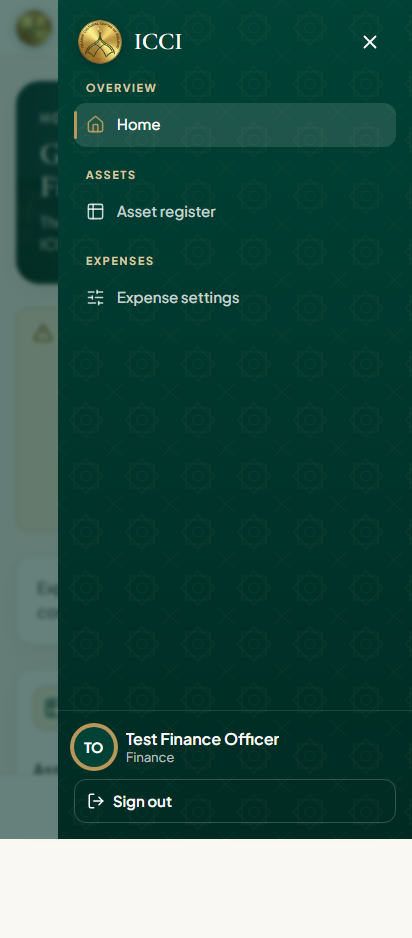 ICCI
OVERVIEW
Home
ASSETS
Asset register
EXPENSES
Expense settings
TO
Test Finance Officer
Finance
Sign out